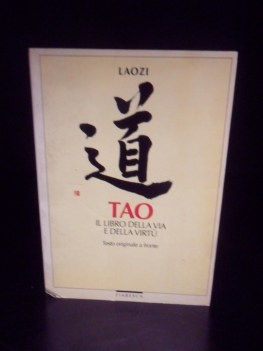 LAOZI
道
TAO
IL LIBRO DELLA VIA
E DELLA VIRTÙ
Testo originale a fronte